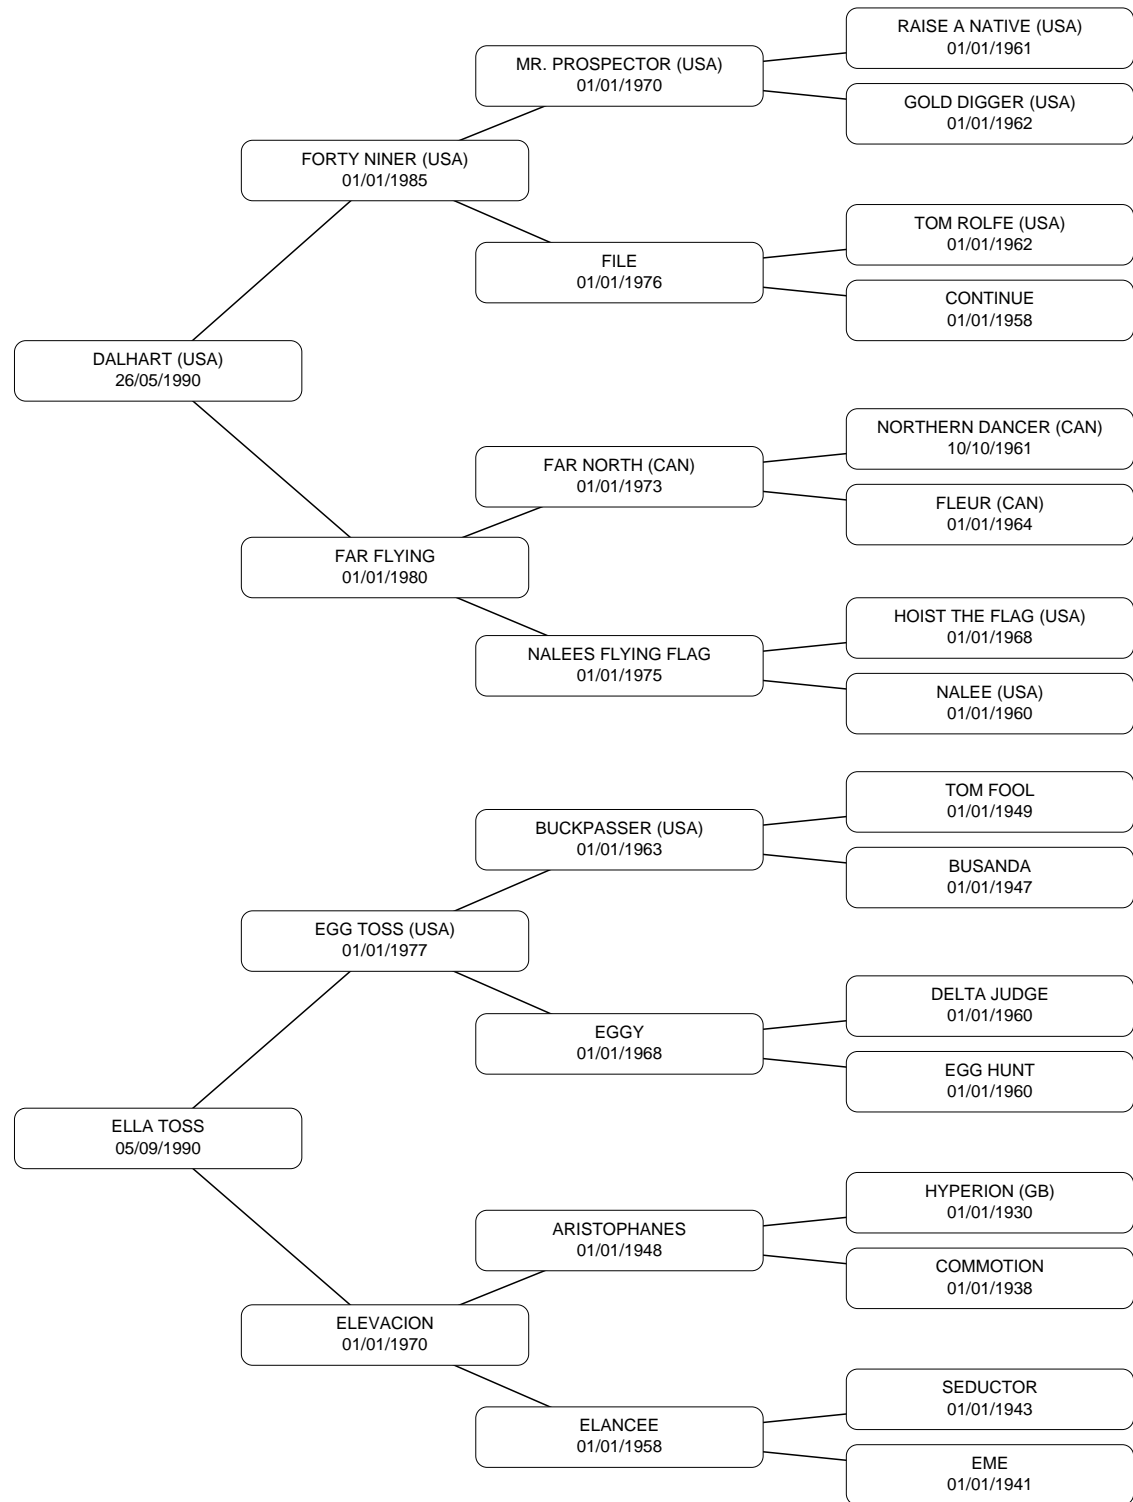 RAISE A NATIVE (USA)
01/01/1961
MR. PROSPECTOR (USA)
01/01/1970
GOLD DIGGER (USA)
01/01/1962
FORTY NINER (USA)
01/01/1985
TOM ROLFE (USA)
01/01/1962
FILE
01/01/1976
CONTINUE
01/01/1958
DALHART (USA)
26/05/1990
NORTHERN DANCER (CAN)
10/10/1961
FAR NORTH (CAN)
01/01/1973
FLEUR (CAN)
01/01/1964
FAR FLYING
01/01/1980
HOIST THE FLAG (USA)
01/01/1968
NALEES FLYING FLAG
01/01/1975
NALEE (USA)
01/01/1960
TOM FOOL
01/01/1949
BUCKPASSER (USA)
01/01/1963
BUSANDA
01/01/1947
EGG TOSS (USA)
01/01/1977
DELTA JUDGE
01/01/1960
EGGY
01/01/1968
EGG HUNT
01/01/1960
ELLA TOSS
05/09/1990
HYPERION (GB)
01/01/1930
ARISTOPHANES
01/01/1948
COMMOTION
01/01/1938
ELEVACION
01/01/1970
SEDUCTOR
01/01/1943
ELANCEE
01/01/1958
EME
01/01/1941